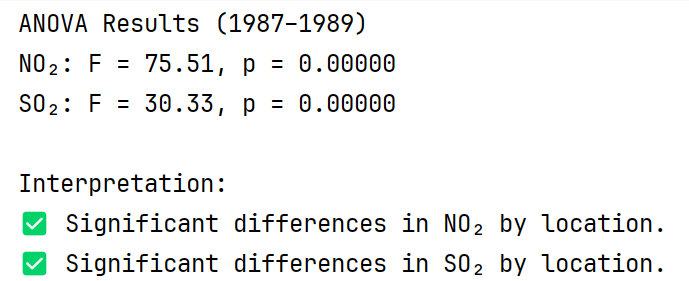 ANOVA Results (1987–1989)
NO₂: F = 75.51, p = 0.00000
SO₂: F = 30.33, p = 0.00000
Interpretation:
✅ Significant differences in NO₂ by location.
✅ Significant differences in SO₂ by location.